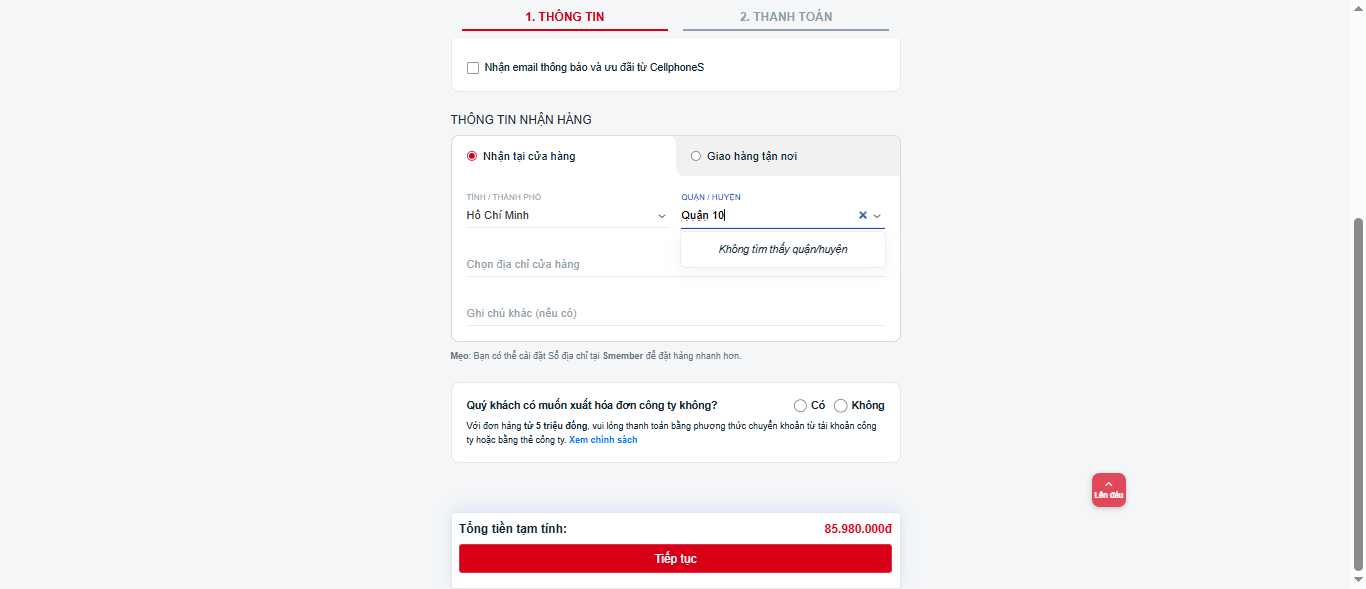 1. THÔNG TIN
2. THANH TOÁN
Nhận email thông báo và ưu đãi từ CellphoneS
THÔNG TIN NHẬN HÀNG
Nhận tại cửa hàng
Giao hàng tận nơi
TỈNH / THÀNH PHỐ
QUẬN / HUYỆN
Hồ Chí Minh
Quận 10
Không tìm thấy quận/huyện
Chọn địa chỉ cửa hàng
Ghi chú khác (nếu có)
Mẹo: Bạn có thể cài đặt Sổ địa chỉ tại Smember để đặt hàng nhanh hơn.
Quý khách có muốn xuất hóa đơn công ty không?
Có
Không
Với đơn hàng từ 5 triệu đồng, vui lòng thanh toán bằng phương thức chuyển khoản từ tài khoản công
ty hoặc bằng thẻ công ty. Xem chính sách
Lên đầu
Tổng tiền tạm tính:
85.980.000đ
Tiếp tục